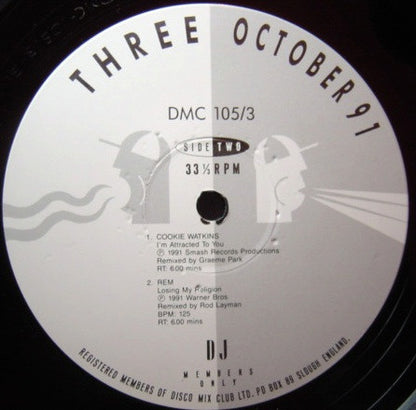 THREE OCTOBER 91
DMC 105/3
SIDE TWO
33⅓ RPM
1. COOKIE WATKINS
I'm Attracted To You
℗ 1991 Smash Records Productions
Remixed by Graeme Park
RT: 6.00 mins
2. REM
Losing My Religion
℗ 1991 Warner Bros.
Remixed by Rod Layman
BPM: 125
RT: 6.00 mins
DJ
MEMBERS
ONLY
REGISTERED MEMBERS OF DISCO MIX CLUB LTD. PO BOX 89 SLOUGH ENGLAND.